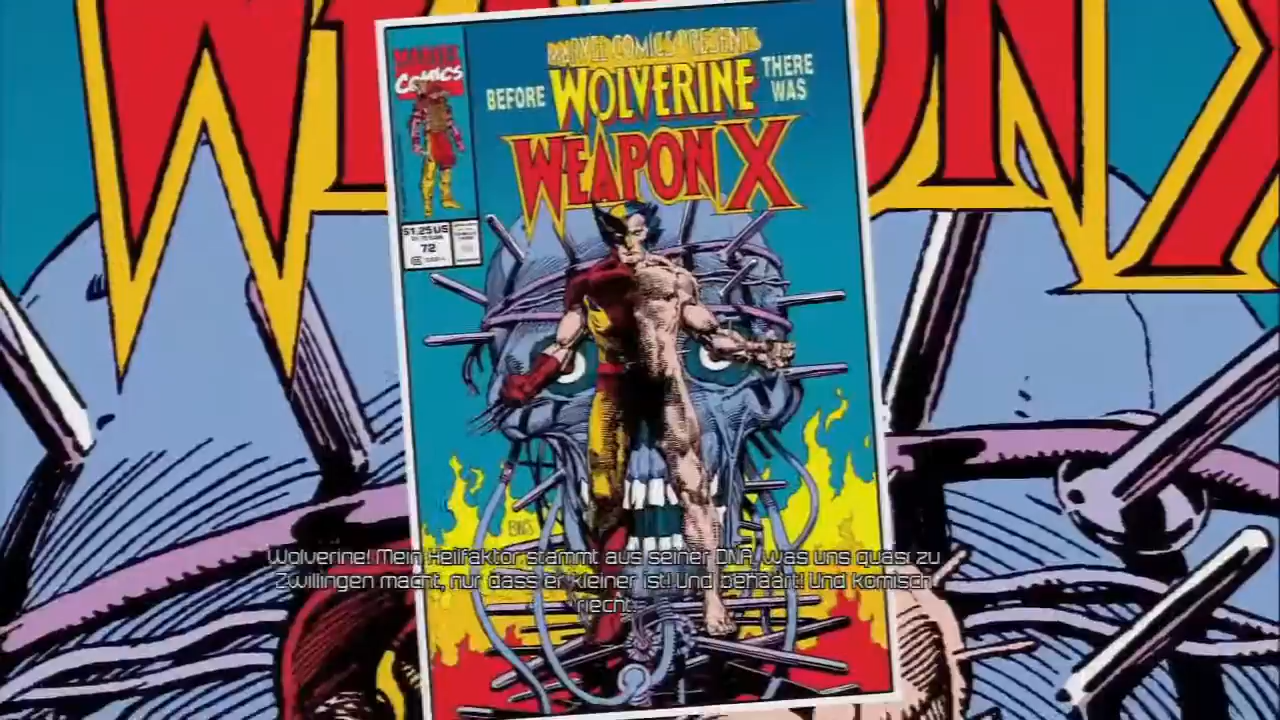 MARVEL COMICS PRESENTS
MARVEL
COMICS
BEFORE WOLVERINE THERE WAS
WEAPON X
$1.25 US
72
Wolverine! Mein Heilfaktor stammt aus seiner DNA, was uns quasi zu
Zwillingen macht, nur dass er kleiner ist! Und behaart! Und komisch
riecht.